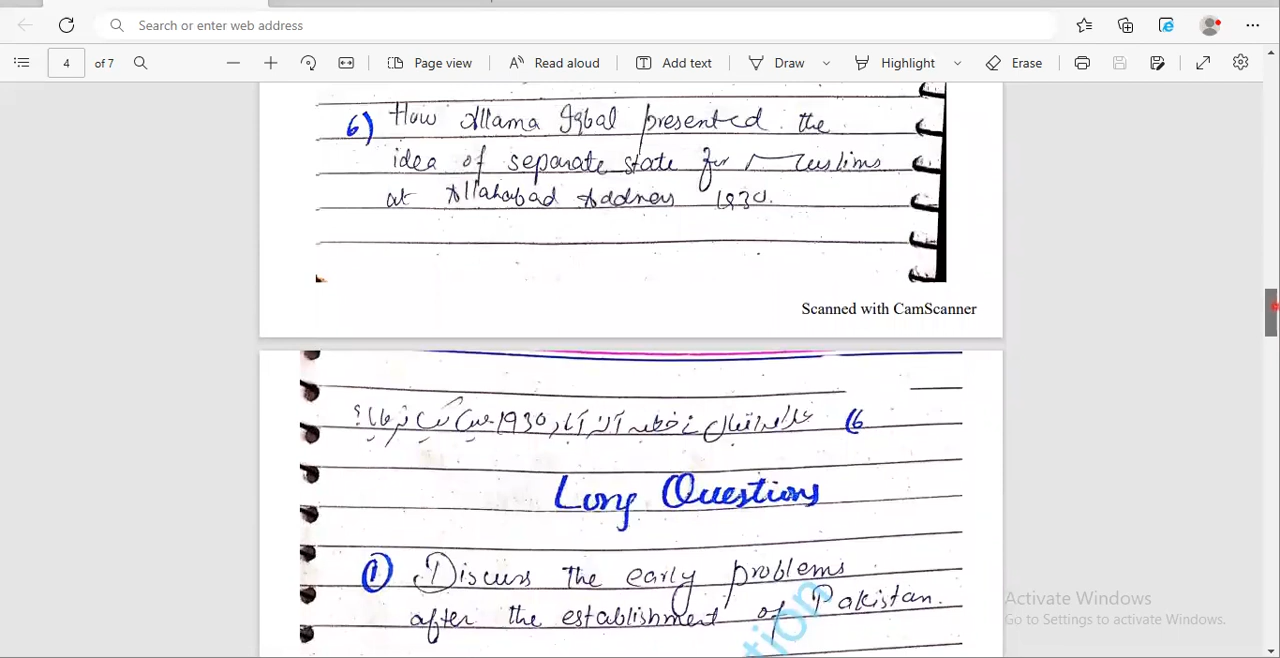 Search or enter web address
4 of 7
Page view
Read aloud
Add text
Draw
Highlight
Erase
6) How Allama Iqbal presented the
idea of separate state for Muslims
at Allahabad Address 1930.
Scanned with CamScanner
6) علامہ اقبال نے خطبہ الہ آباد 1930 میں کیا فرمایا؟
Long Questions
① Discuss the early problems
after the establishment of Pakistan.
Activate Windows
Go to Settings to activate Windows.